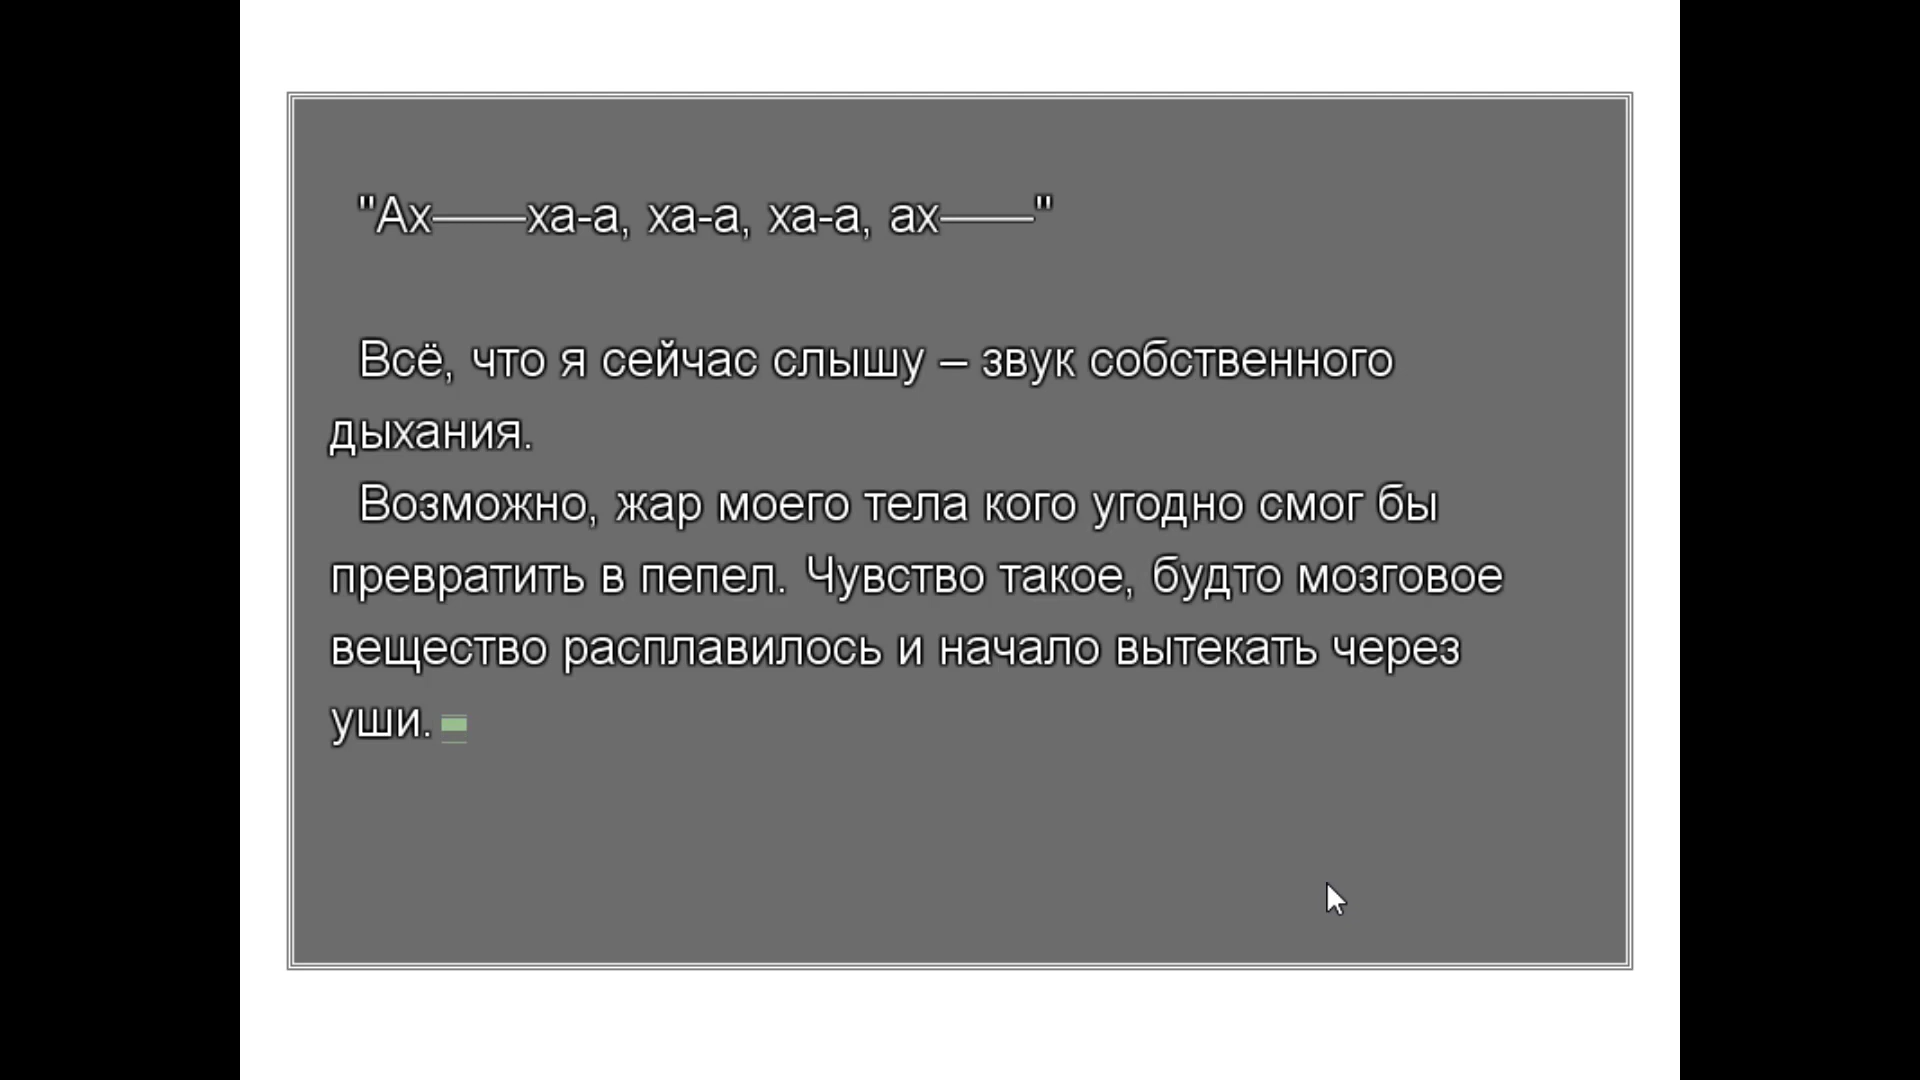 "Ах——ха-а, ха-а, ха-а, ах——"
Всё, что я сейчас слышу – звук собственного
дыхания.
Возможно, жар моего тела кого угодно смог бы
превратить в пепел. Чувство такое, будто мозговое
вещество расплавилось и начало вытекать через
уши.